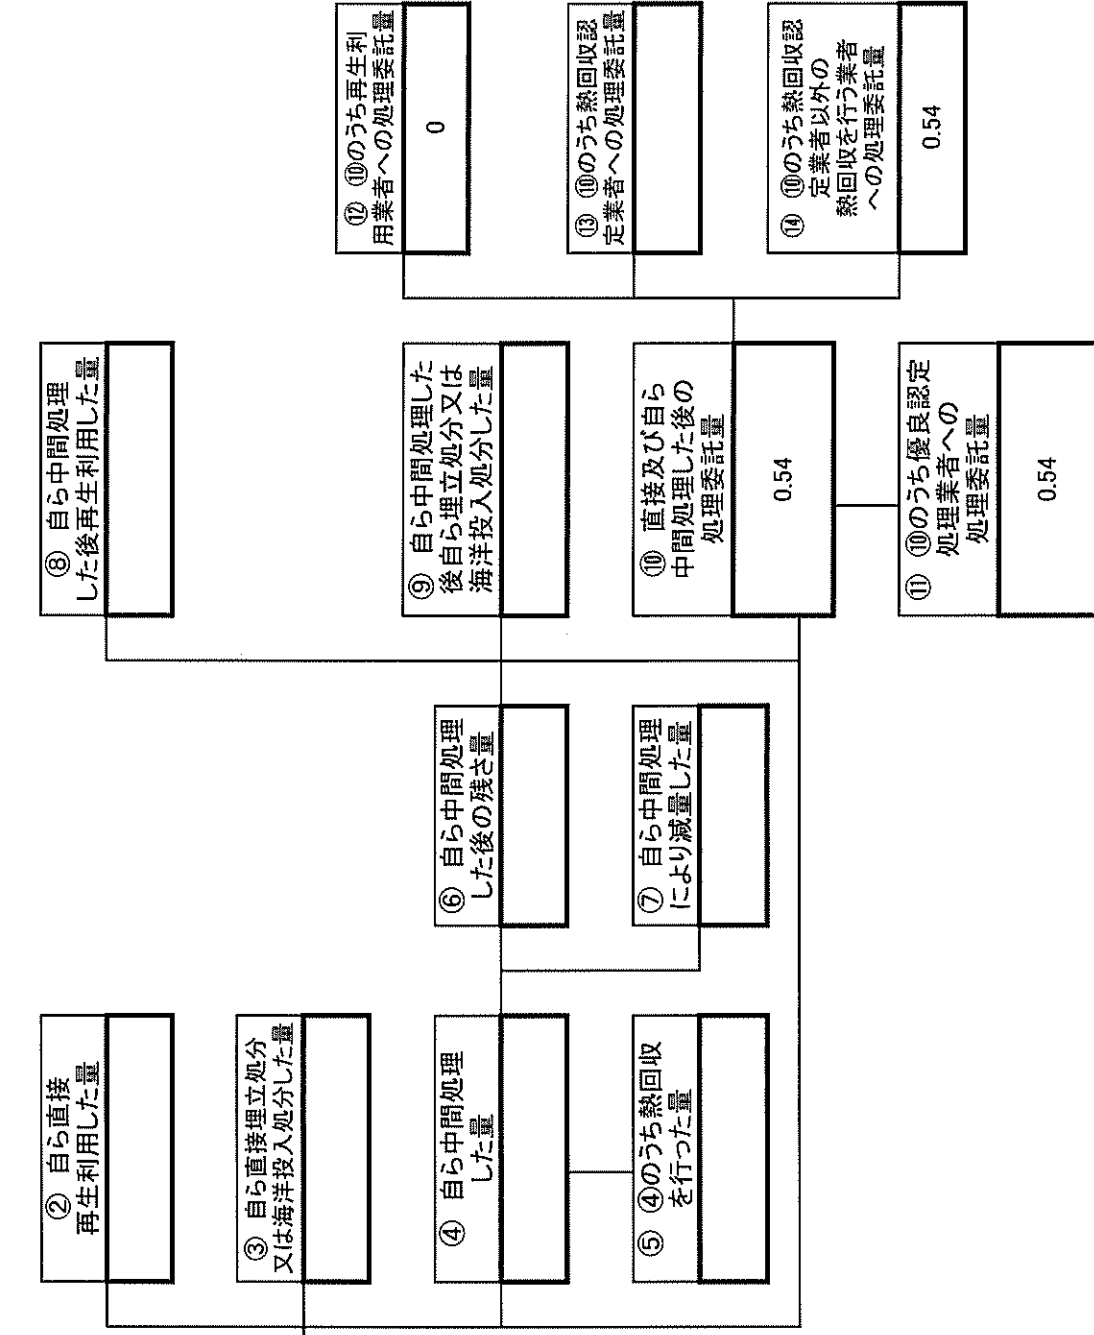 ② 自ら直接
再生利用した量
③ 自ら直接埋立処分
又は海洋投入処分した量
④ 自ら中間処理
した量
⑤ ④のうち熱回収
を行った量
⑥ 自ら中間処理
した後の残さ量
⑦ 自ら中間処理
により減量した量
⑧ 自ら中間処理
した後再生利用した量
⑨ 自ら中間処理した
後自ら埋立処分又は
海洋投入処分した量
⑩ 直接及び自ら
中間処理した後の
処理委託量
0.54
⑪ ⑩のうち優良認定
処理業者への
処理委託量
0.54
⑫ ⑩のうち再生利
用業者への処理委託量
0
⑬ ⑩のうち熱回収認
定業者への処理委託量
⑭ ⑩のうち熱回収認
定業者以外の
熱回収を行う業者
への処理委託量
0.54